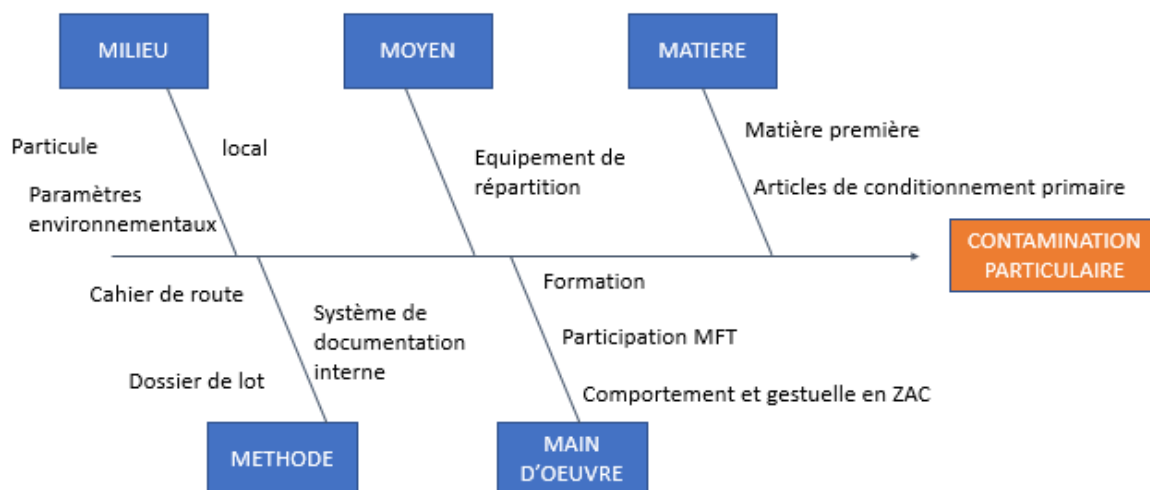 MILIEU
MOYEN
MATIERE
Particule
local
Paramètres
environnementaux
Equipement de
répartition
Matière première
Articles de conditionnement primaire
CONTAMINATION
PARTICULAIRE
Cahier de route
Dossier de lot
Système de
documentation
interne
Formation
Participation MFT
Comportement et gestuelle en ZAC
METHODE
MAIN
D'OEUVRE